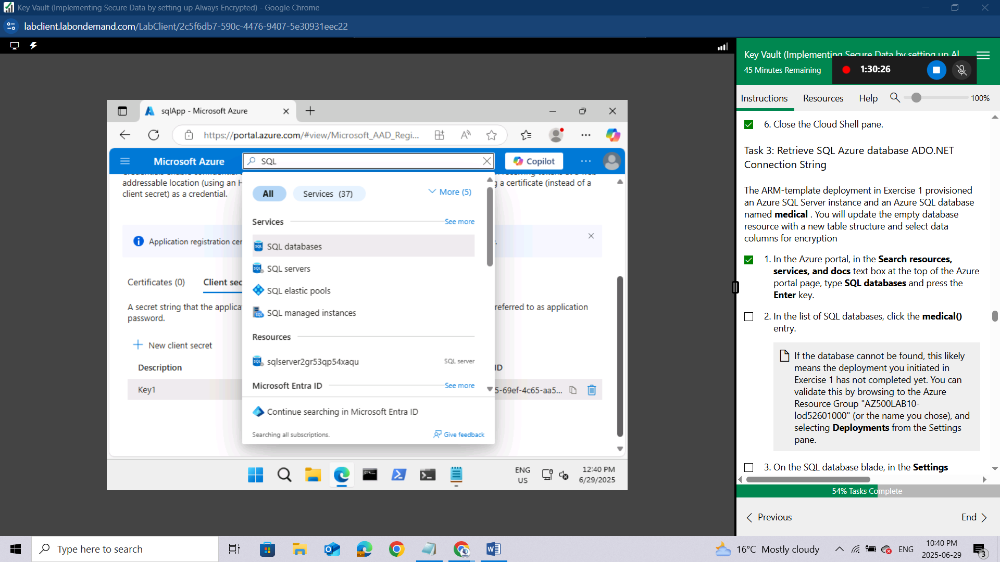 Key Vault (Implementing Secure Data by setting up Always Encrypted) - Google Chrome
labclient.labondemand.com/LabClient/2c5f6db7-590c-4476-9407-5e30931eec22
Key Vault (Implementing Secure Data by setting up Al
45 Minutes Remaining
1:30:26
Instructions
Resources
Help
100%
sqlApp - Microsoft Azure
https://portal.azure.com/#view/Microsoft_AAD_Regi...
Microsoft Azure
SQL
Copilot
addressable location (using an H
g a certificate (instead of a
client secret) as a credential.
Application registration cer
Certificates (0)
Client sec
A secret string that the applica
referred to as application
password.
New client secret
Description
ID
Key1
5-69ef-4c65-aa5...
All
Services (37)
More (5)
Services
See more
SQL databases
SQL servers
SQL elastic pools
SQL managed instances
Resources
sqlserver2gr53qp54xaqu
SQL server
Microsoft Entra ID
See more
Continue searching in Microsoft Entra ID
Searching all subscriptions.
Give feedback
ENG
US
12:40 PM
6/29/2025
6. Close the Cloud Shell pane.
Task 3: Retrieve SQL Azure database ADO.NET
Connection String
The ARM-template deployment in Exercise 1 provisioned
an Azure SQL Server instance and an Azure SQL database
named medical . You will update the empty database
resource with a new table structure and select data
columns for encryption
1. In the Azure portal, in the Search resources,
services, and docs text box at the top of the Azure
portal page, type SQL databases and press the
Enter key.
2. In the list of SQL databases, click the medical()
entry.
If the database cannot be found, this likely
means the deployment you initiated in
Exercise 1 has not completed yet. You can
validate this by browsing to the Azure
Resource Group "AZ500LAB10-
lod52601000" (or the name you chose), and
selecting Deployments from the Settings
pane.
3. On the SQL database blade, in the Settings
54% Tasks Complete
Previous
End
Type here to search
16°C Mostly cloudy
ENG
10:40 PM
2025-06-29
3